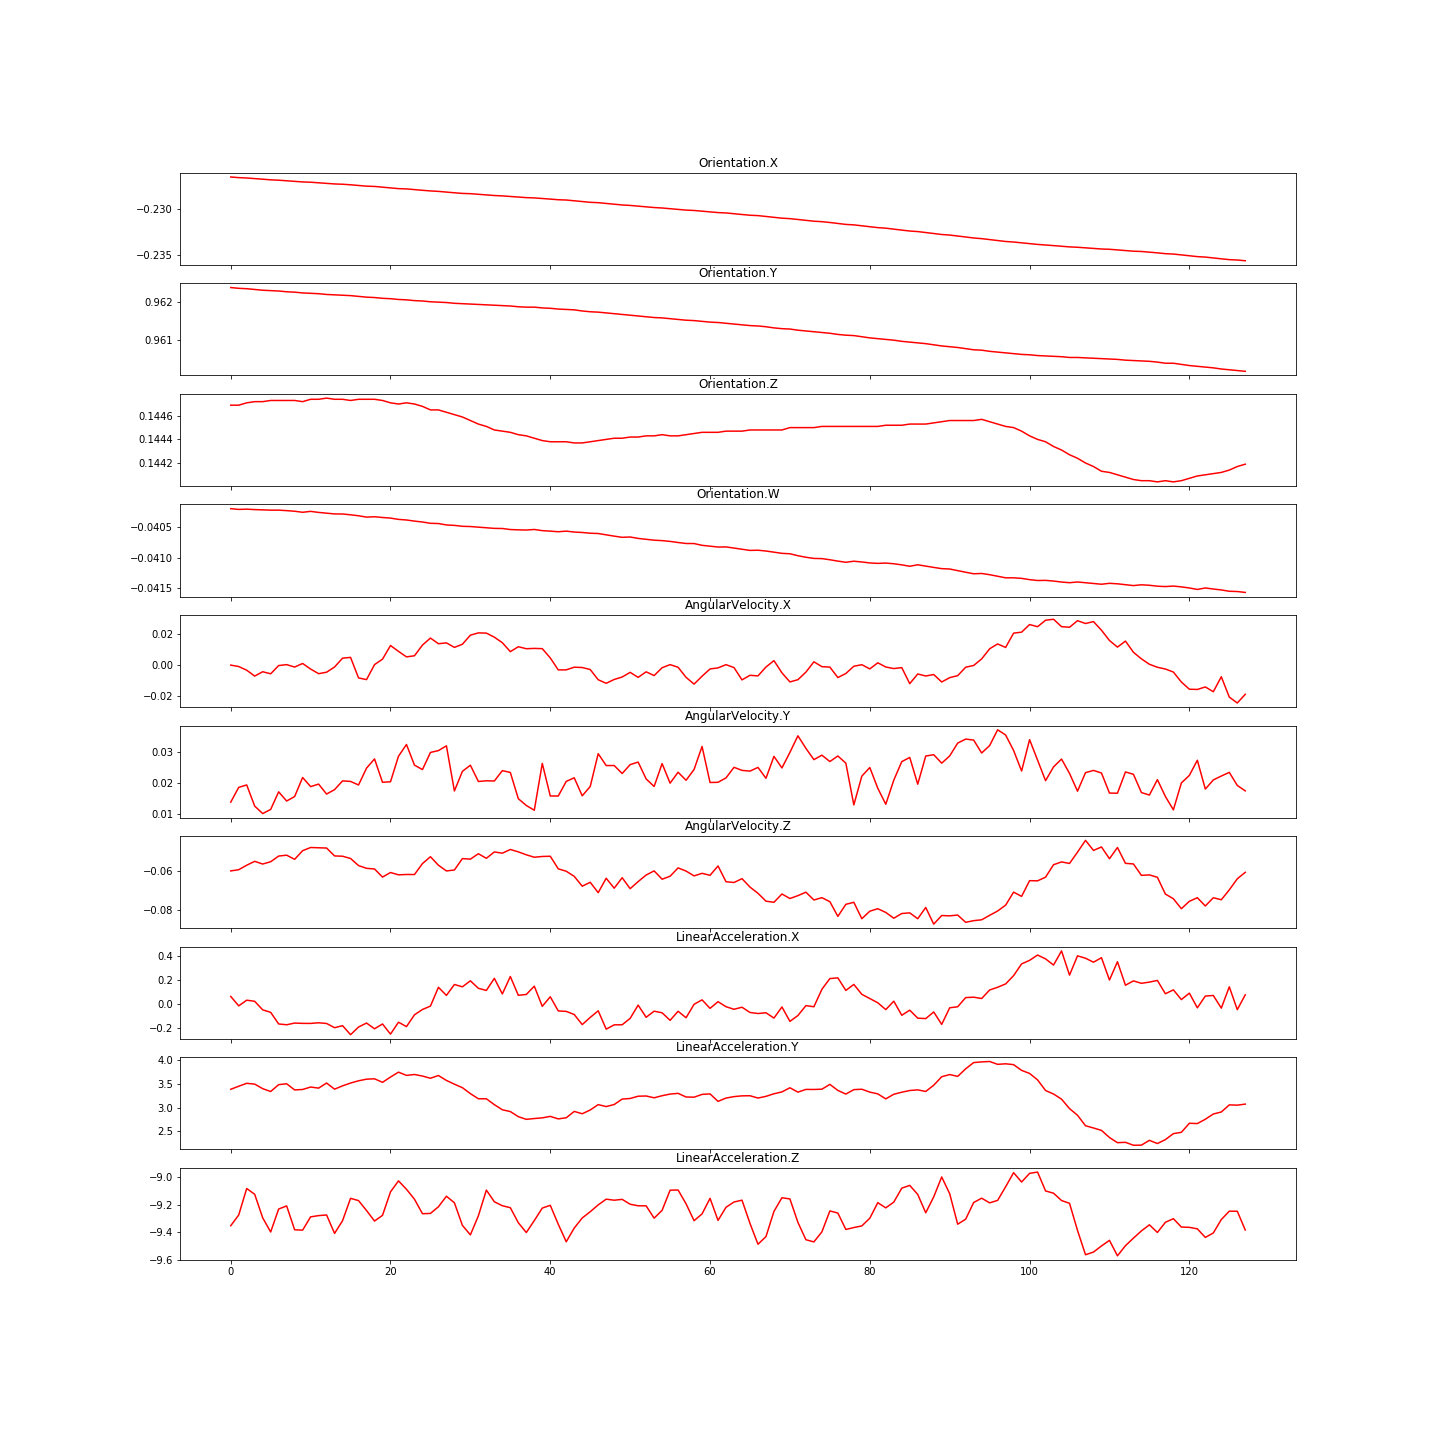 Orientation.X
−0.230
−0.235
Orientation.Y
0.962
0.961
Orientation.Z
0.1446
0.1444
0.1442
Orientation.W
−0.0405
−0.0410
−0.0415
AngularVelocity.X
0.02
0.00
−0.02
AngularVelocity.Y
0.03
0.02
0.01
AngularVelocity.Z
−0.06
−0.08
LinearAcceleration.X
0.4
0.2
0.0
−0.2
LinearAcceleration.Y
4.0
3.5
3.0
2.5
LinearAcceleration.Z
−9.0
−9.2
−9.4
−9.6
0 20 40 60 80 100 120